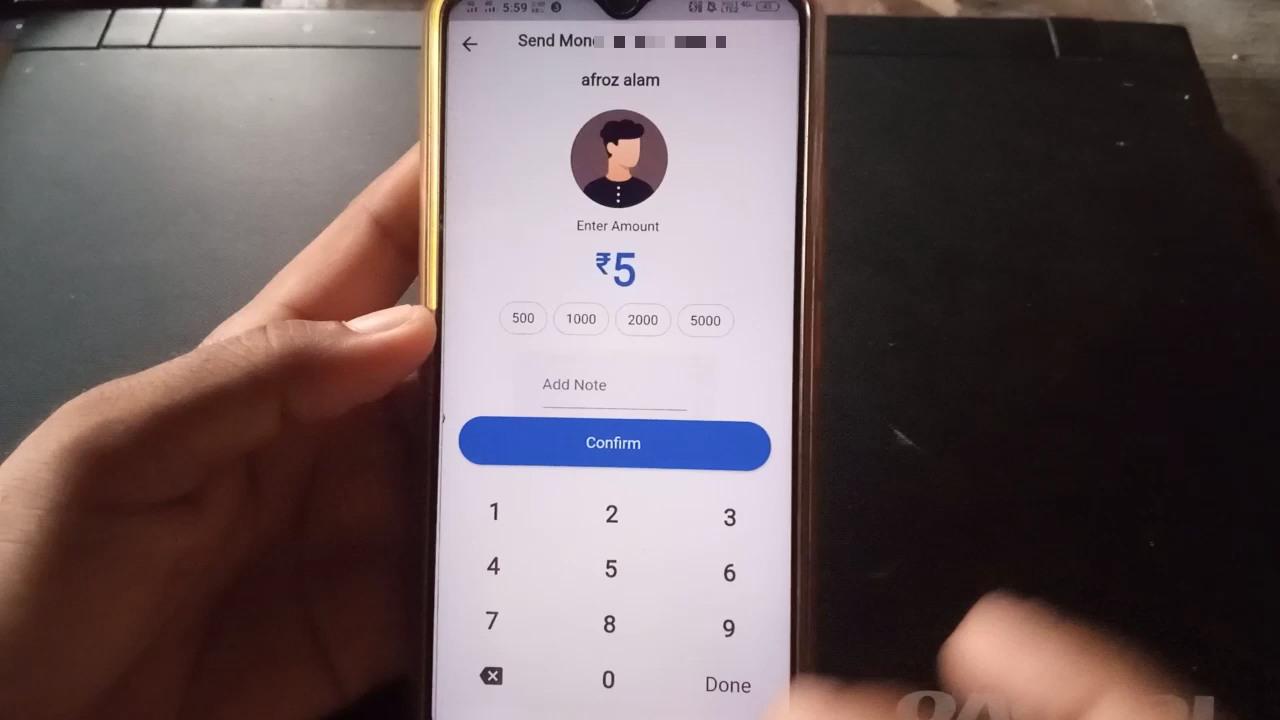 5:59
Send Mon
afroz alam
Enter Amount
₹5
500 1000 2000 5000
Add Note
Confirm
1 2 3
4 5 6
7 8 9
0 Done